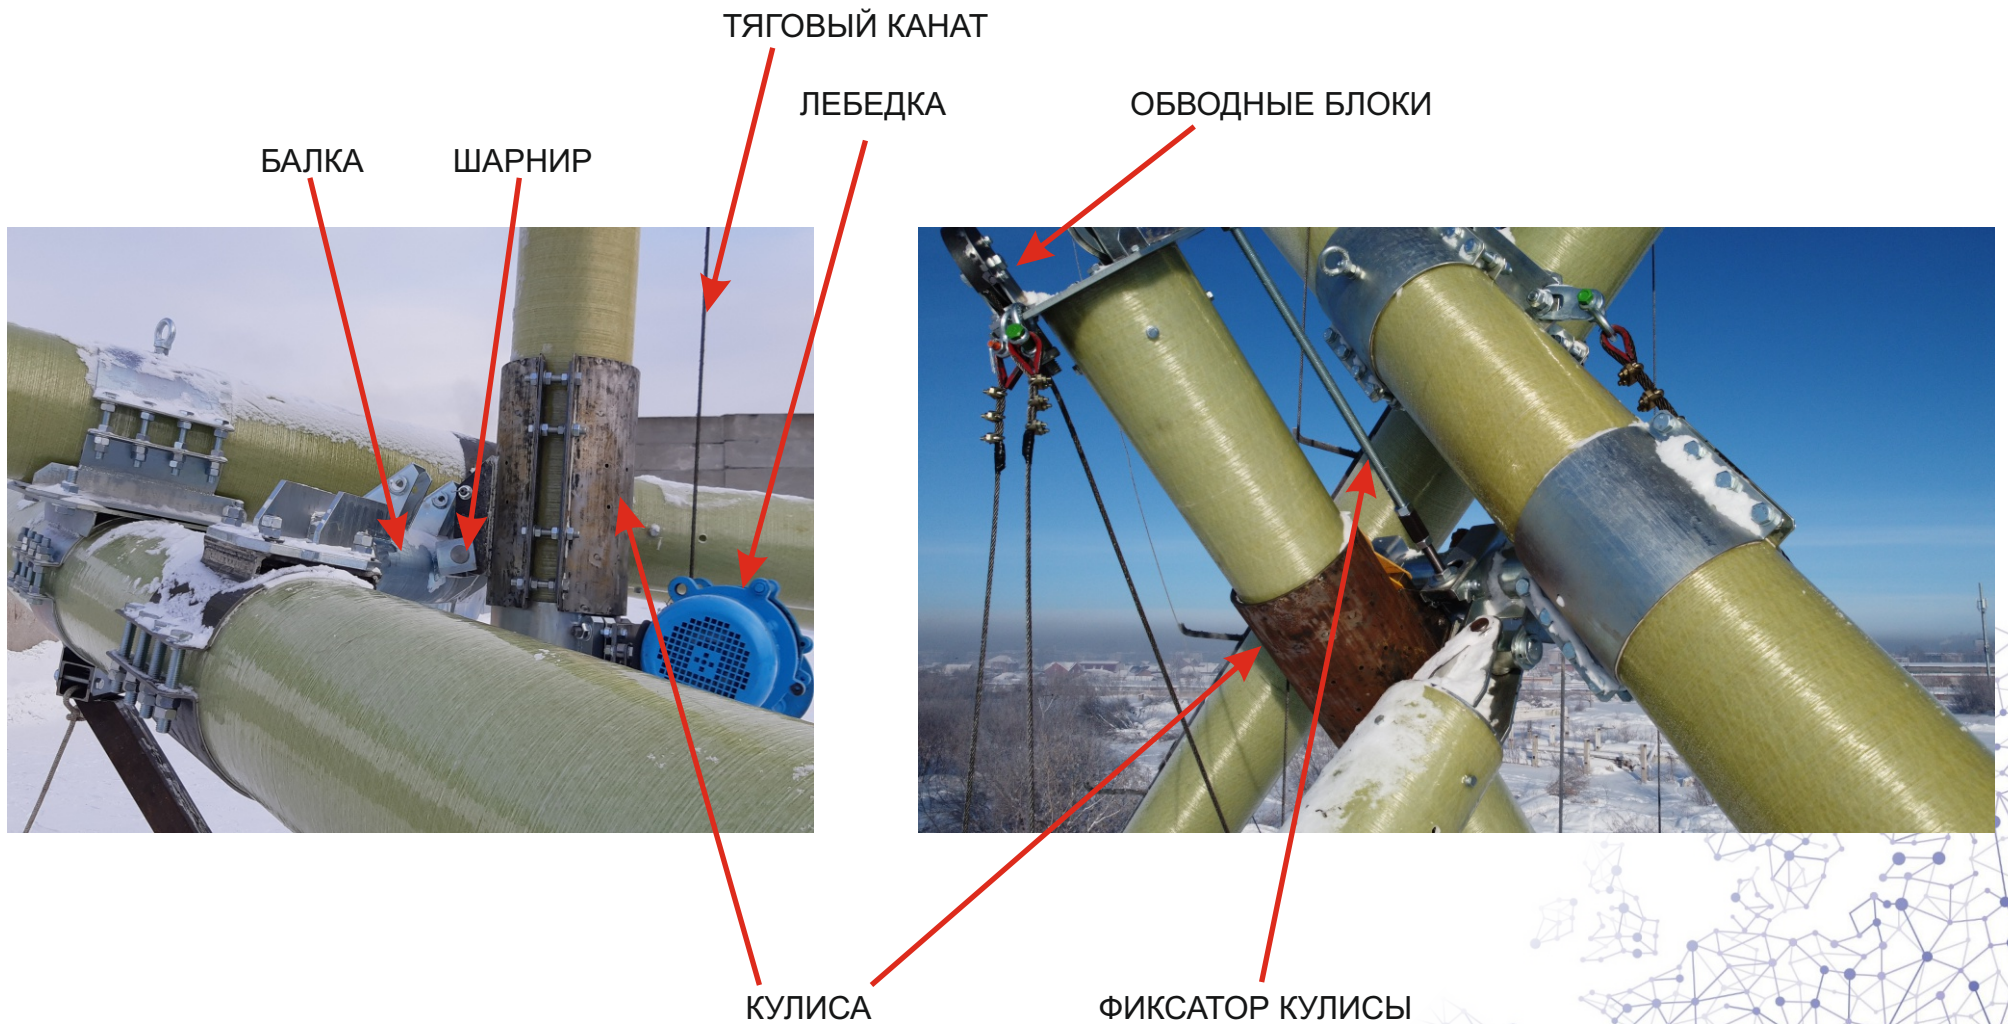 ТЯГОВЫЙ КАНАТ
ЛЕБЕДКА
ОБВОДНЫЕ БЛОКИ
БАЛКА
ШАРНИР
КУЛИСА
ФИКСАТОР КУЛИСЫ